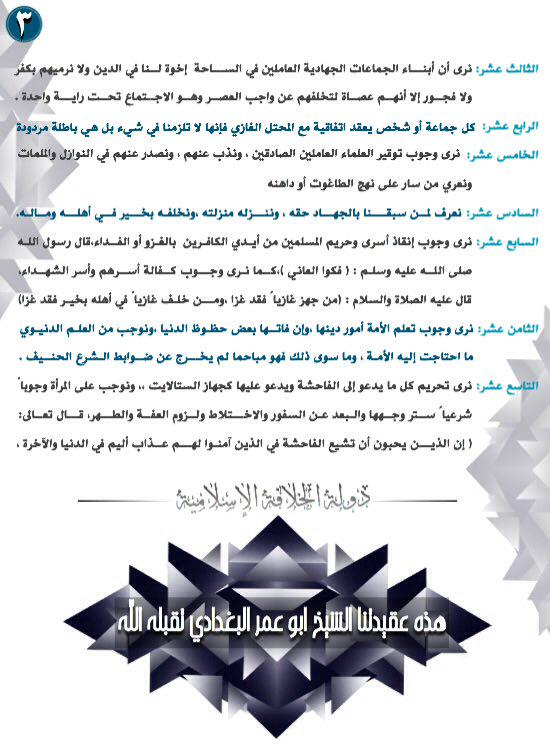 ٣
الثالث عشر: نرى أن أبناء الجماعات الجهادية العاملين في الساحة إخوة لنا في الدين ولا نرميهم بكفر
ولا فجور إلا أنهم عصاة لتخلفهم عن واجب العصر وهو الاجتماع تحت راية واحدة .
الرابع عشر: كل جماعة أو شخص يعقد اتفاقية مع المحتل الغازي فإنها لا تلزمنا في شيء بل هي باطلة مردودة
الخامس عشر: نرى وجوب توقير العلماء العاملين الصادقين ، ونذب عنهم ، ونصدر عنهم في النوازل والملمات
ونعري من سار على نهج الطاغوت أو داهنه
السادس عشر: نعرف لمن سبقنا بالجهاد حقه ، وننزله منزلته ،ونخلفه بخير في أهله وماله،
السابع عشر: نرى وجوب إنقاذ أسرى وحريم المسلمين من أيدي الكافرين بالغزو أو الفداء،قال رسول الله
صلى الله عليه وسلم : ( فكوا العاني )،كما نرى وجوب كفالة أسرهم وأسر الشهداء،
قال عليه الصلاة والسلام : (من جهز غازياً فقد غزا ،ومن خلف غازياً في أهله بخير فقد غزا)
الثامن عشر: نرى وجوب تعلم الأمة أمور دينها ،وإن فاتها بعض حظوظ الدنيا ،ونوجب من العلم الدنيوي
ما احتاجت إليه الأمة ، وما سوى ذلك فهو مباحما لم يخرج عن ضوابط الشرع الحنيف .
التاسع عشر: نرى تحريم كل ما يدعو إلى الفاحشة ويدعو عليها كجهاز الستالايت ،، ونوجب على المرأة وجوباً
شرعياً ستر وجهها والبعد عن السفور والاختلاط ولزوم العفة والطهر، قال تعالى:
( إن الذين يحبون أن تشيع الفاحشة في الذين آمنوا لهم عذاب أليم في الدنيا والآخرة ،
دولة الخلافة الإسلامية
هذه عقيدتنا الشيخ ابو عمر البغدادي تقبله الله